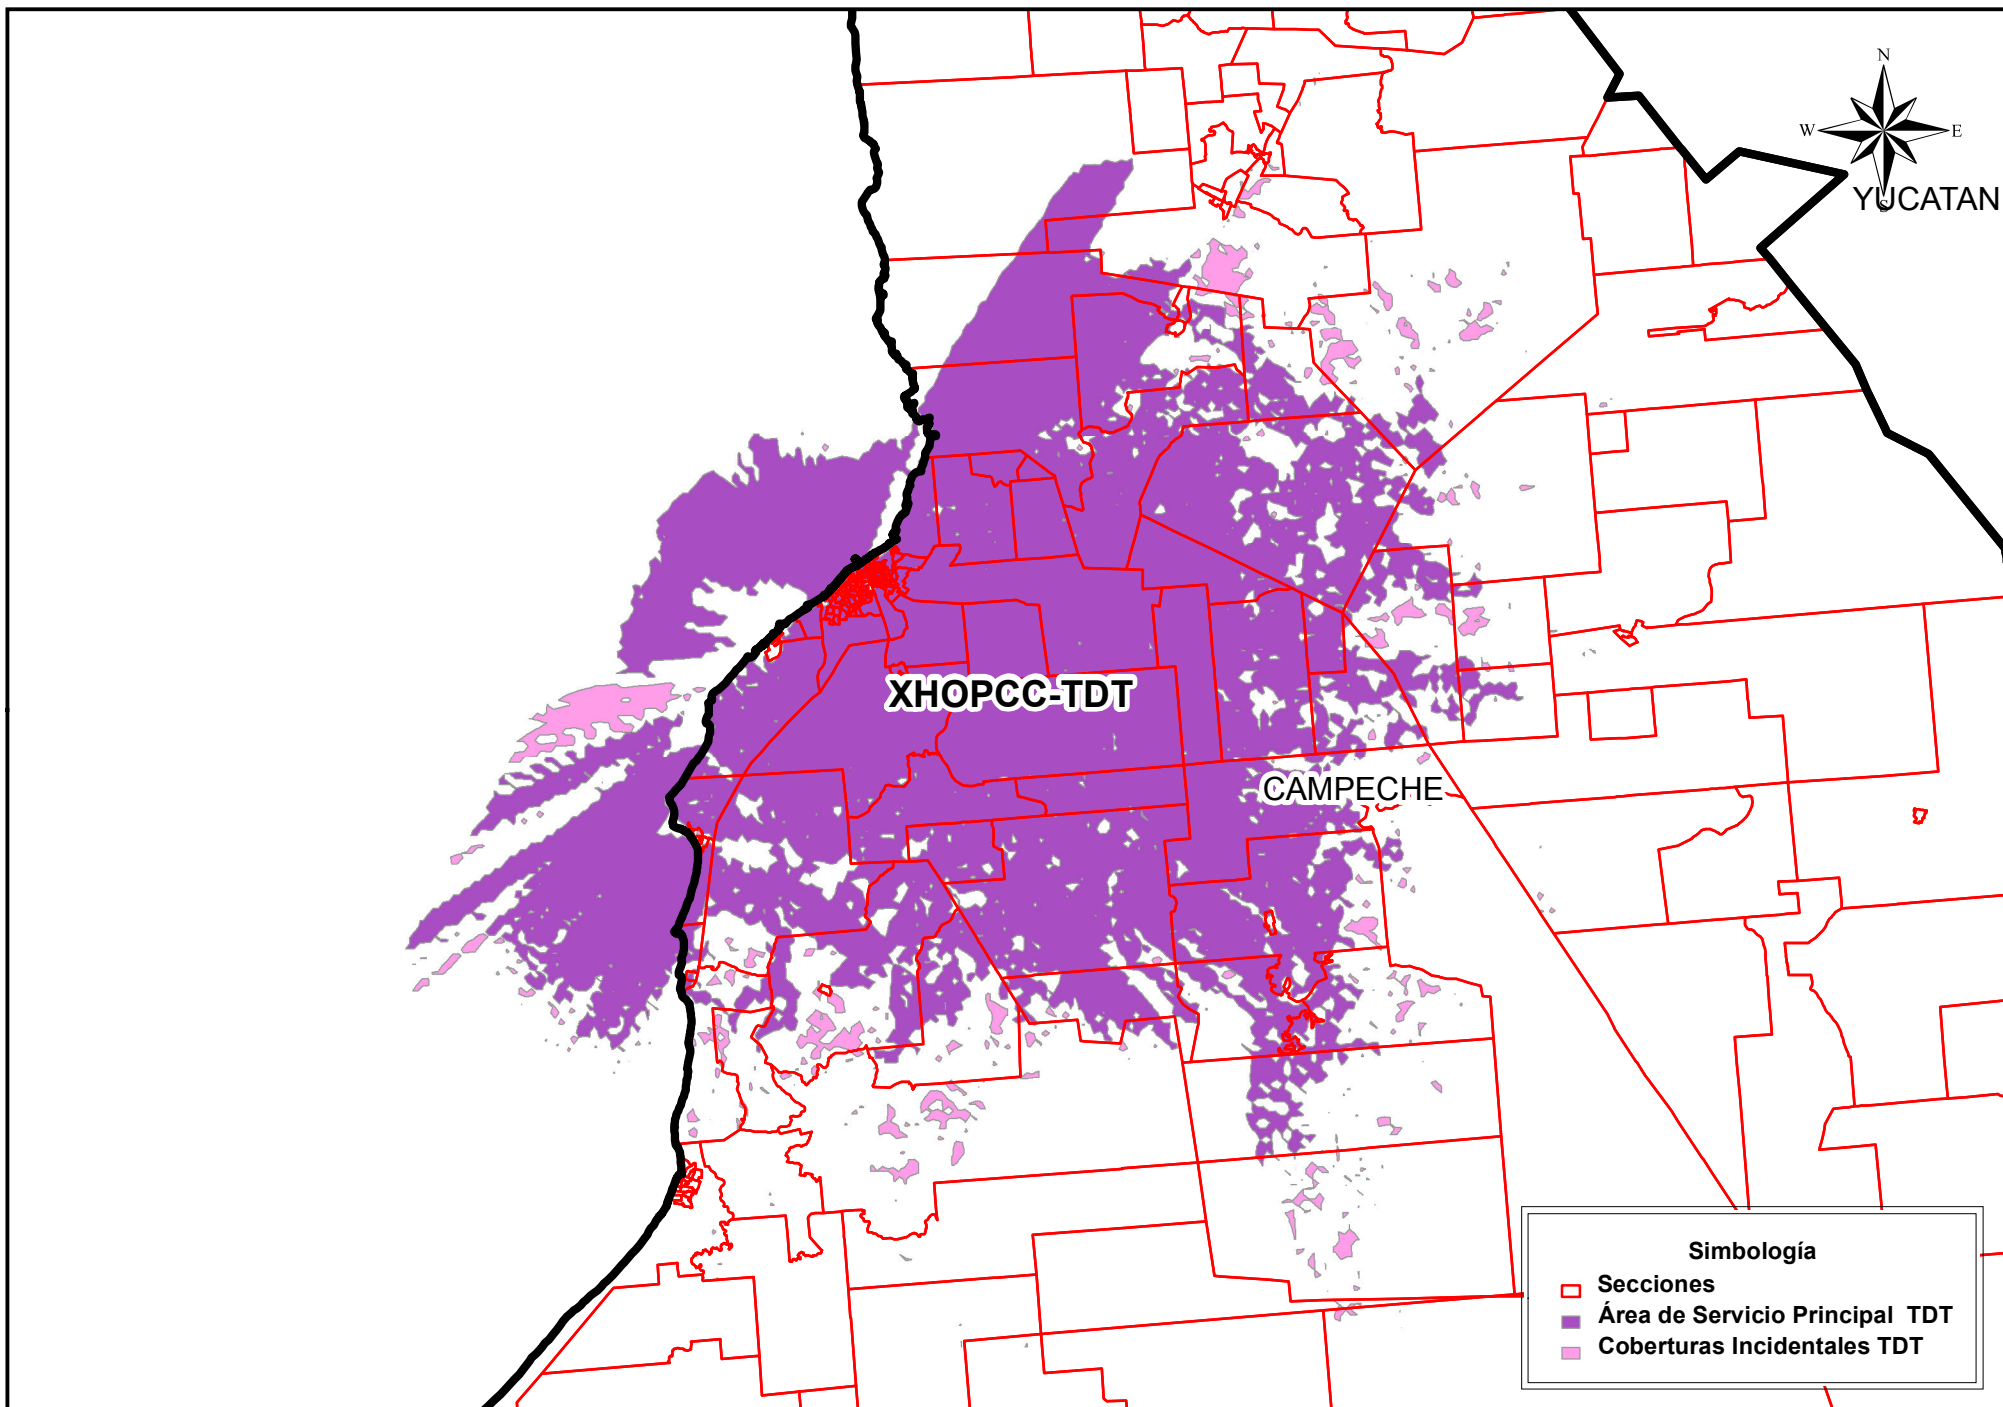 N
W E
S
YUCATAN
XHOPCC-TDT
CAMPECHE
Simbología
Secciones
Área de Servicio Principal TDT
Coberturas Incidentales TDT